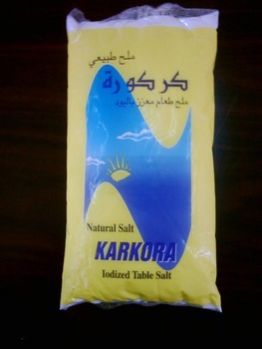 ملح طبيعي
كركورة
ملح طعام معزز باليود
Natural Salt
KARKORA
Iodized Table Salt